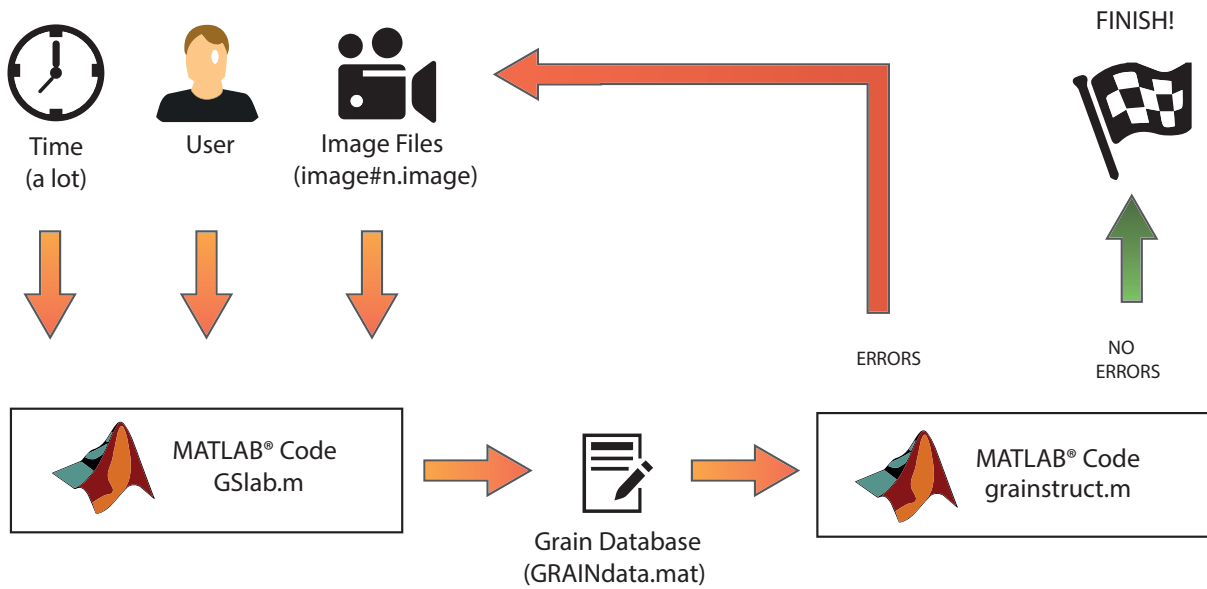 FINISH!
Time
(a lot)
User
Image Files
(image#n.image)
ERRORS
NO
ERRORS
MATLAB® Code
GSlab.m
Grain Database
(GRAINdata.mat)
MATLAB® Code
grainstruct.m